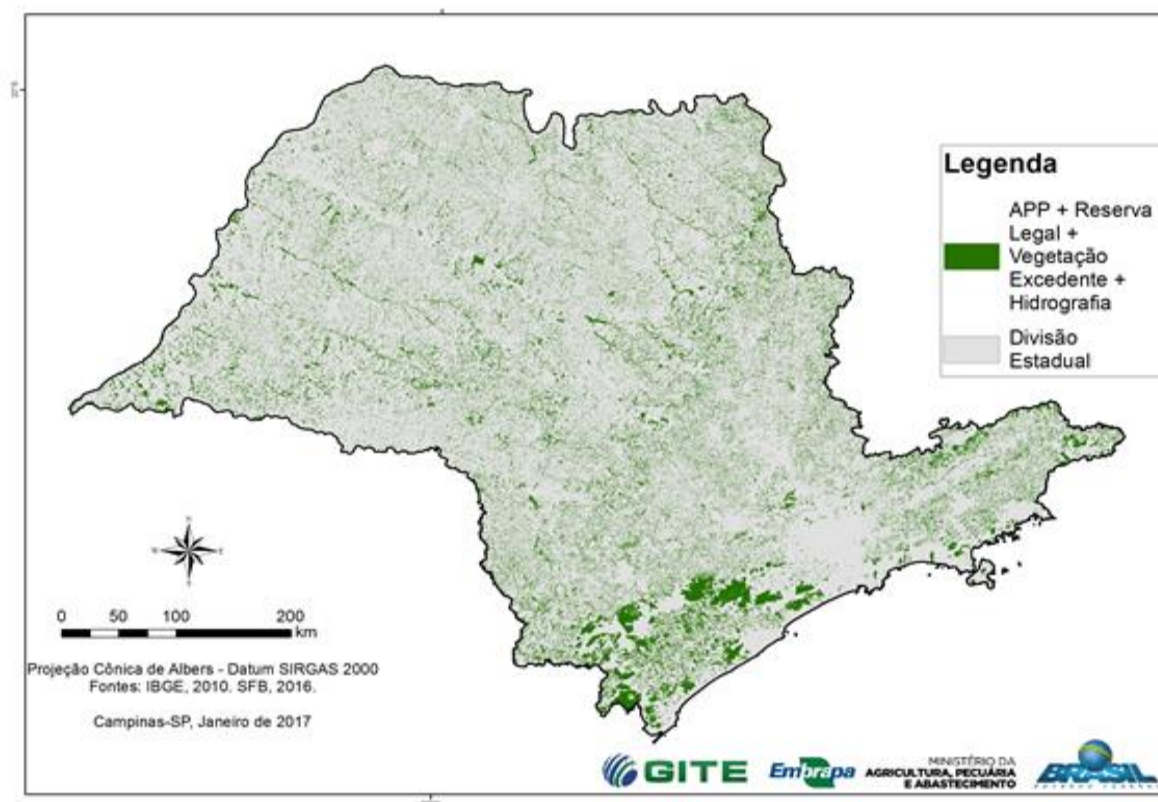 Legenda
APP + Reserva
Legal +
Vegetação
Excedente +
Hidrografia
Divisão
Estadual
0 50 100 200
km
Projeção Cônica de Albers - Datum SIRGAS 2000
Fontes: IBGE, 2010. SFB, 2016.
Campinas-SP, Janeiro de 2017
GITE
Embrapa
MINISTÉRIO DA
AGRICULTURA, PECUÁRIA
E ABASTECIMENTO
BRASIL
GOVERNO FEDERAL